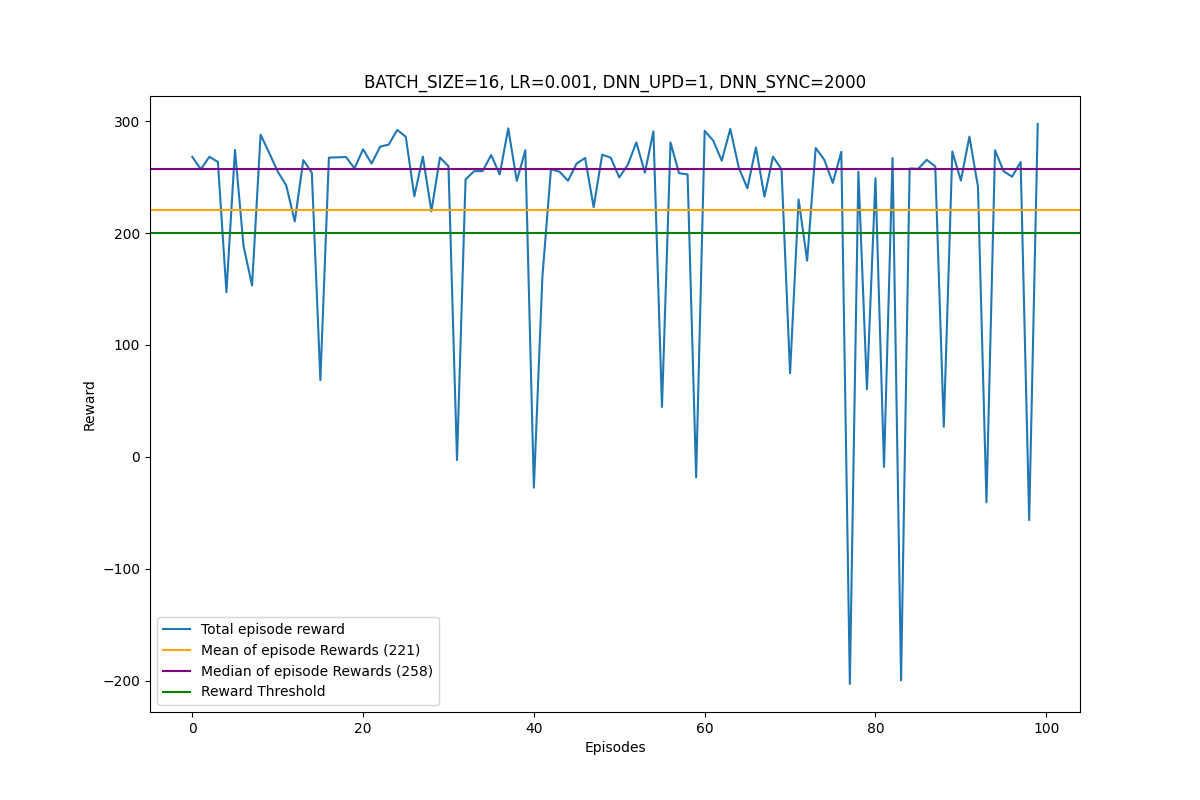 BATCH_SIZE=16, LR=0.001, DNN_UPD=1, DNN_SYNC=2000
300
200
100
0
−100
−200
Reward
Total episode reward
Mean of episode Rewards (221)
Median of episode Rewards (258)
Reward Threshold
0 20 40 60 80 100
Episodes